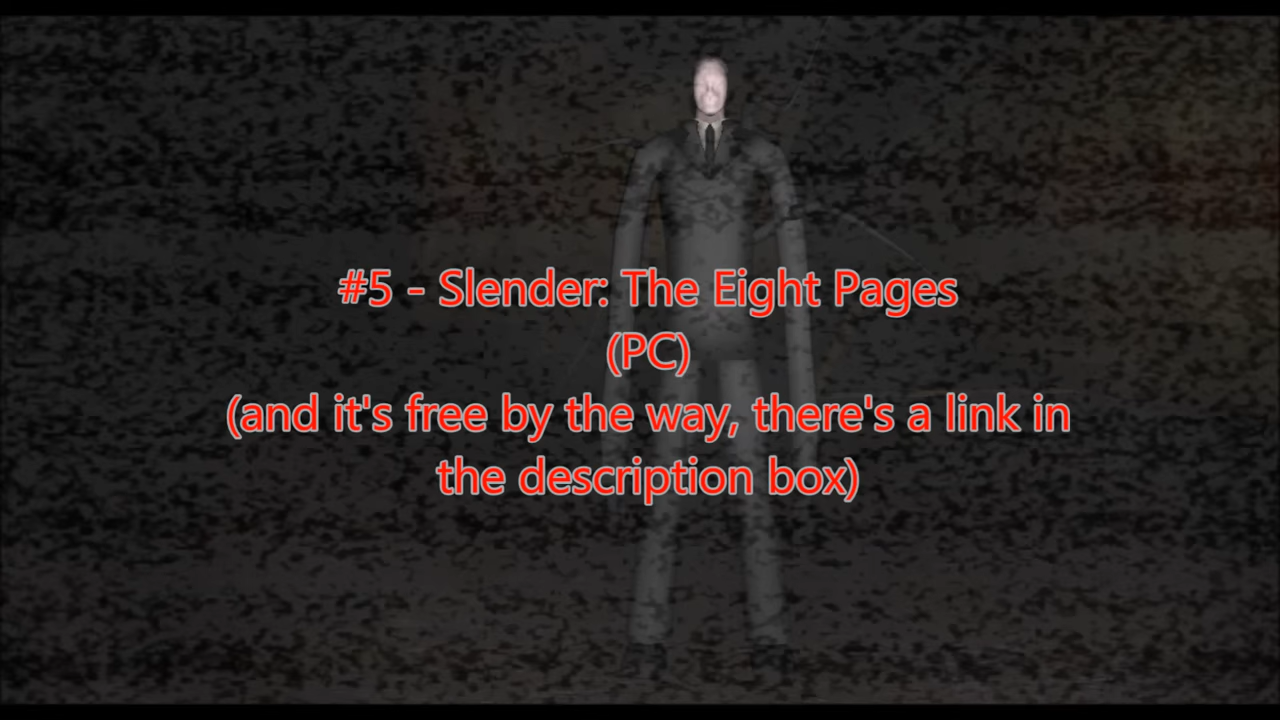 #5 - Slender: The Eight Pages
(PC)
(and it's free by the way, there's a link in
the description box)